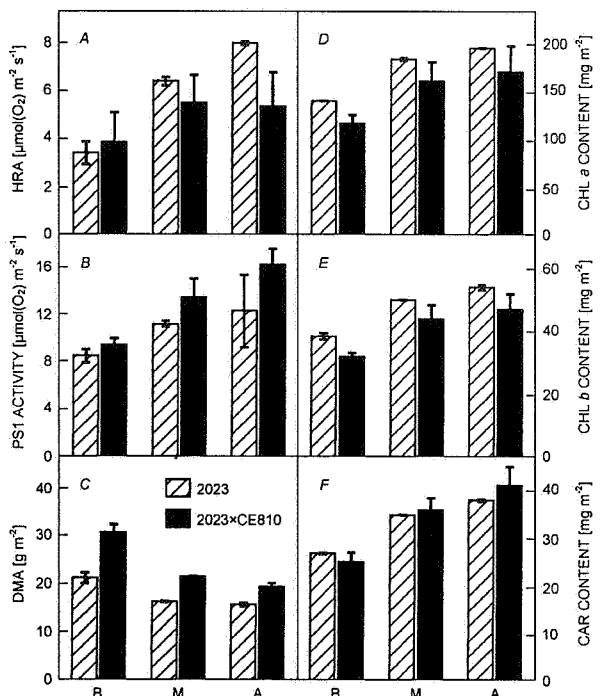 A
D
B
E
C
F
HRA [µmol(O₂) m⁻² s⁻¹]
8
6
4
2
0
CHL a CONTENT [mg m⁻²]
200
150
100
50
0
PS1 ACTIVITY [µmol(O₂) m⁻² s⁻¹]
16
12
8
4
0
CHL b CONTENT [mg m⁻²]
60
40
20
0
DMA [g m⁻²]
40
30
20
10
0
2023
2023×CE810
CAR CONTENT [mg m⁻²]
40
30
20
10
0
B M A B M A